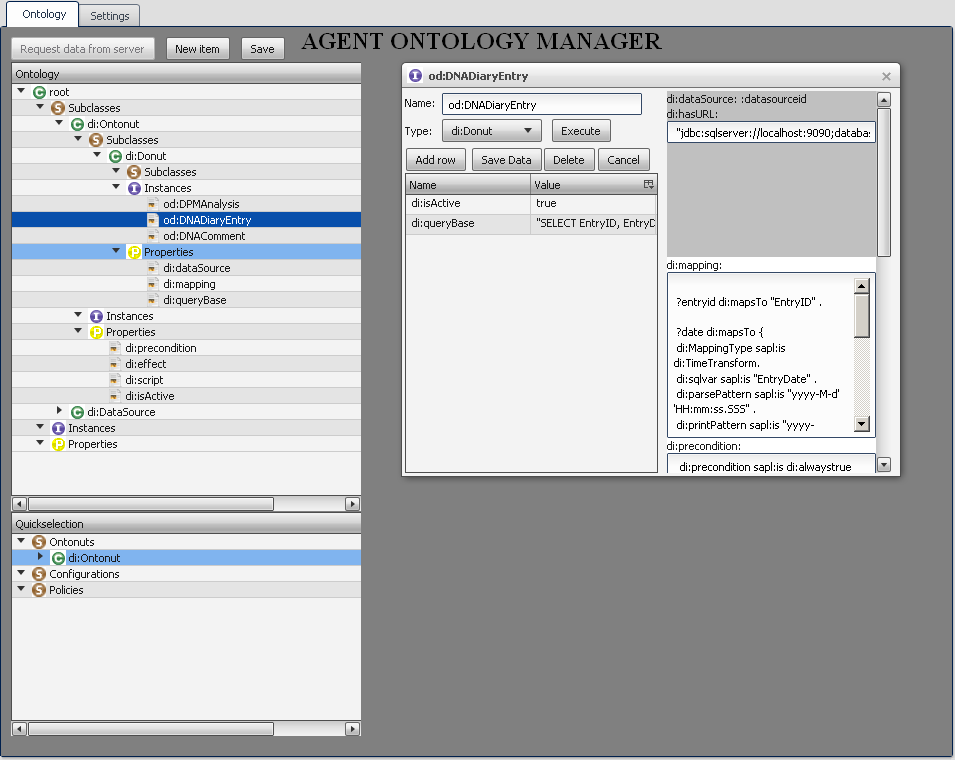 Ontology
Settings
Request data from server
New item
Save
AGENT ONTOLOGY MANAGER
Ontology
C root
S Subclasses
C di:Ontonut
S Subclasses
C di:Donut
S Subclasses
I Instances
od:DPMAnalysis
od:DNADiaryEntry
od:DNAComment
P Properties
di:dataSource
di:mapping
di:queryBase
I Instances
P Properties
di:precondition
di:effect
di:script
di:isActive
C di:DataSource
I Instances
P Properties
Quickselection
S Ontonuts
C di:Ontonut
S Configurations
S Policies
I od:DNADiaryEntry
Name: od:DNADiaryEntry
Type: di:Donut Execute
Add row Save Data Delete Cancel
Name Value
di:isActive true
di:queryBase "SELECT EntryID, EntryD
di:dataSource: :datasourceid
di:hasURL:
"jdbc:sqlserver://localhost:9090;databas
di:mapping:
?entryid di:mapsTo "EntryID" .
?date di:mapsTo {
di:MappingType sapl:is
di:TimeTransform.
di:sqlvar sapl:is "EntryDate" .
di:parsePattern sapl:is "yyyy-M-d'
'HH:mm:ss.SSS" .
di:printPattern sapl:is "yyyy-
di:precondition:
di:precondition sapl:is di:alwaystrue